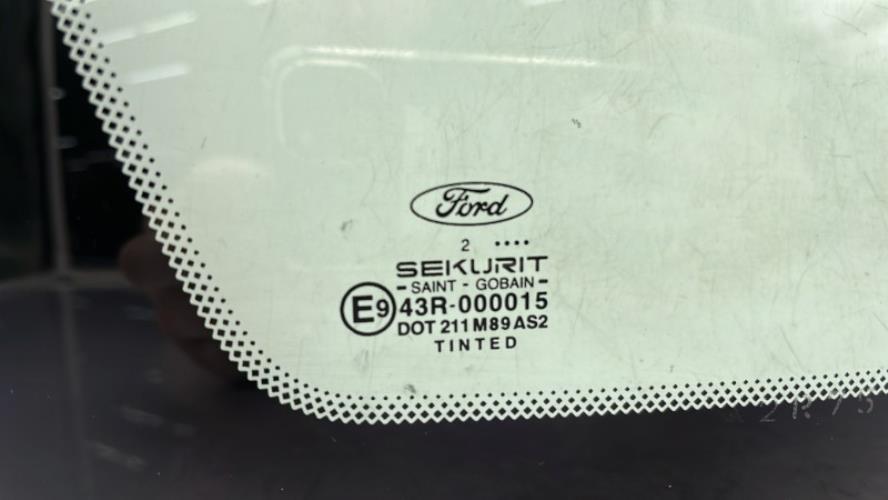 Ford
2 ••••
SEKURIT
- SAINT - GOBAIN -
E9 43R-000015
DOT 211 M89 AS2
TINTED